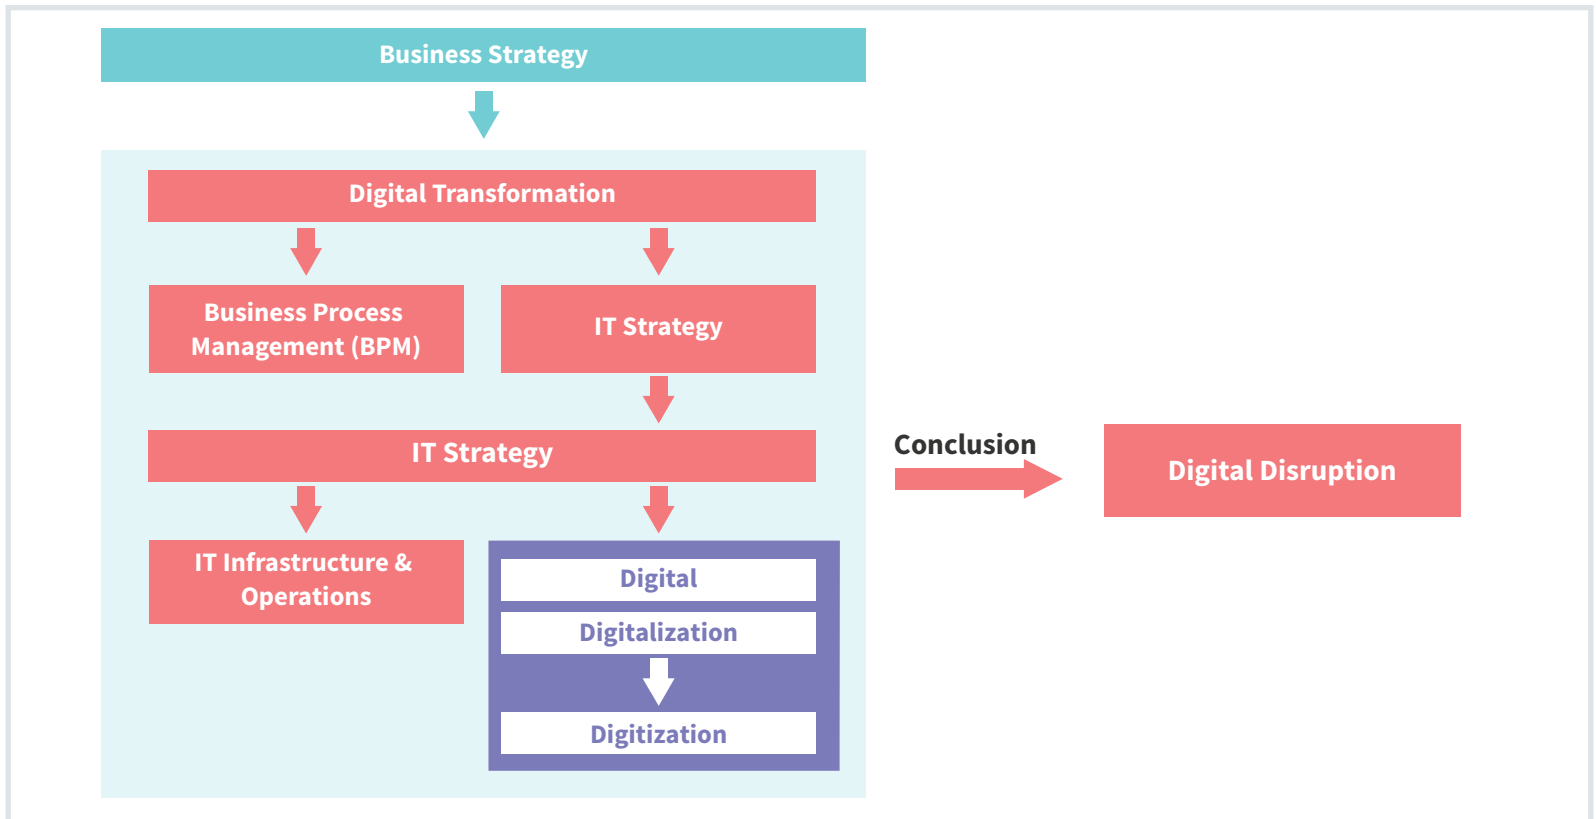 Business Strategy
Digital Transformation
Business Process
Management (BPM)
IT Strategy
IT Strategy
Conclusion
Digital Disruption
IT Infrastructure &
Operations
Digital
Digitalization
Digitization